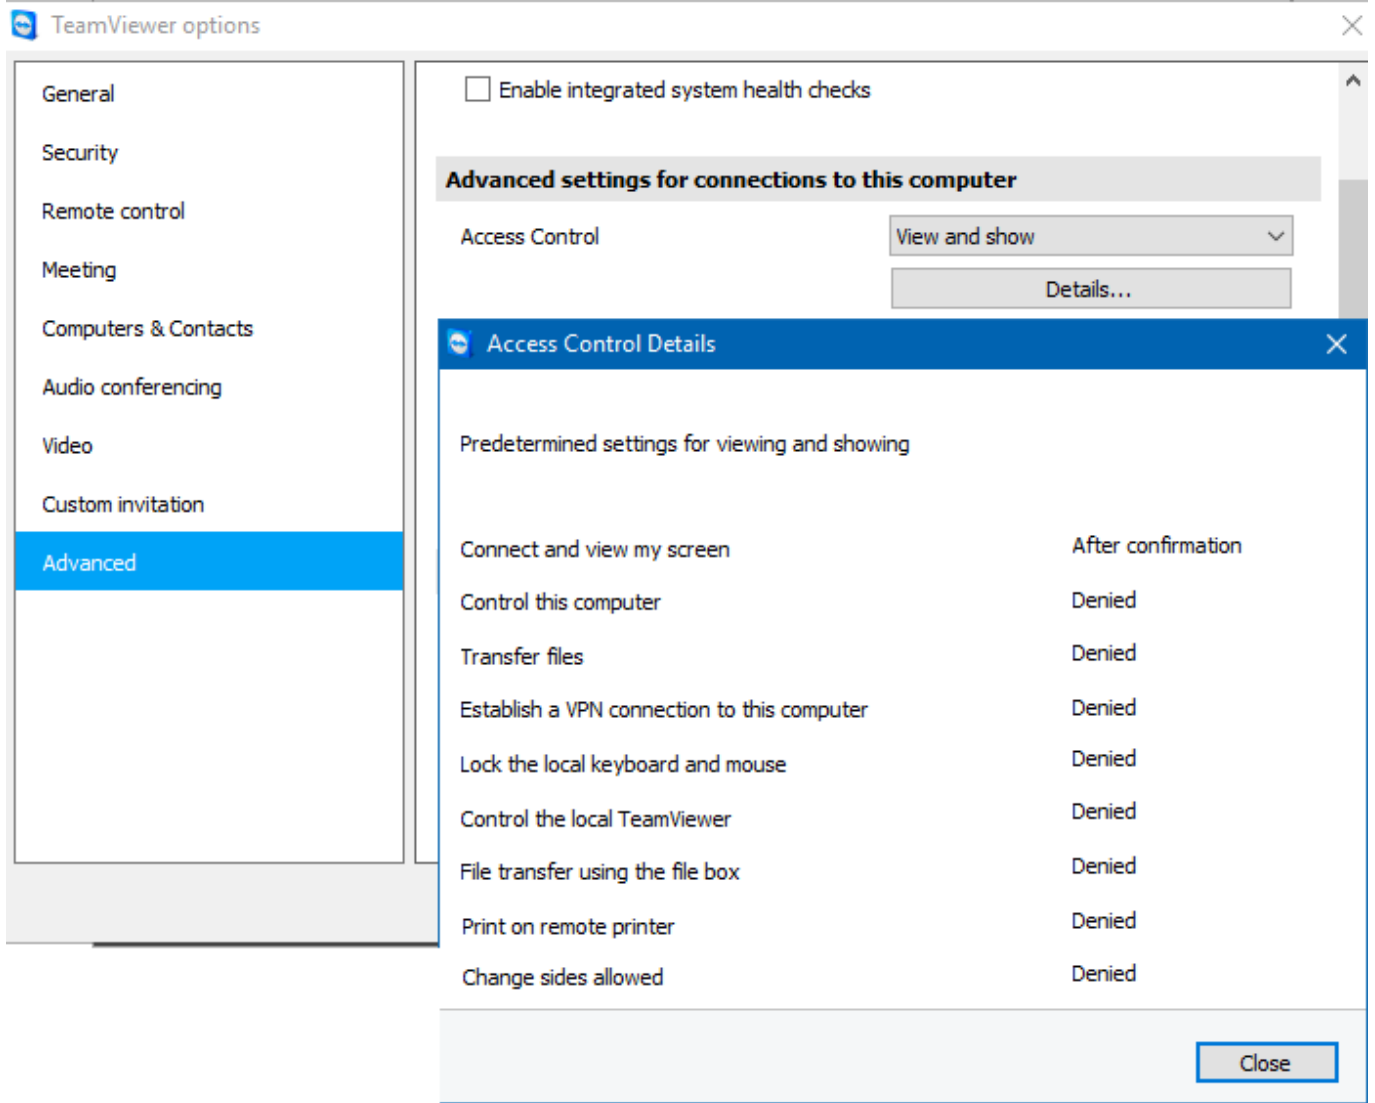 TeamViewer options
General
Security
Remote control
Meeting
Computers & Contacts
Audio conferencing
Video
Custom invitation
Advanced
Enable integrated system health checks
Advanced settings for connections to this computer
Access Control View and show
Details...
Access Control Details
Predetermined settings for viewing and showing
Connect and view my screen After confirmation
Control this computer Denied
Transfer files Denied
Establish a VPN connection to this computer Denied
Lock the local keyboard and mouse Denied
Control the local TeamViewer Denied
File transfer using the file box Denied
Print on remote printer Denied
Change sides allowed Denied
Close